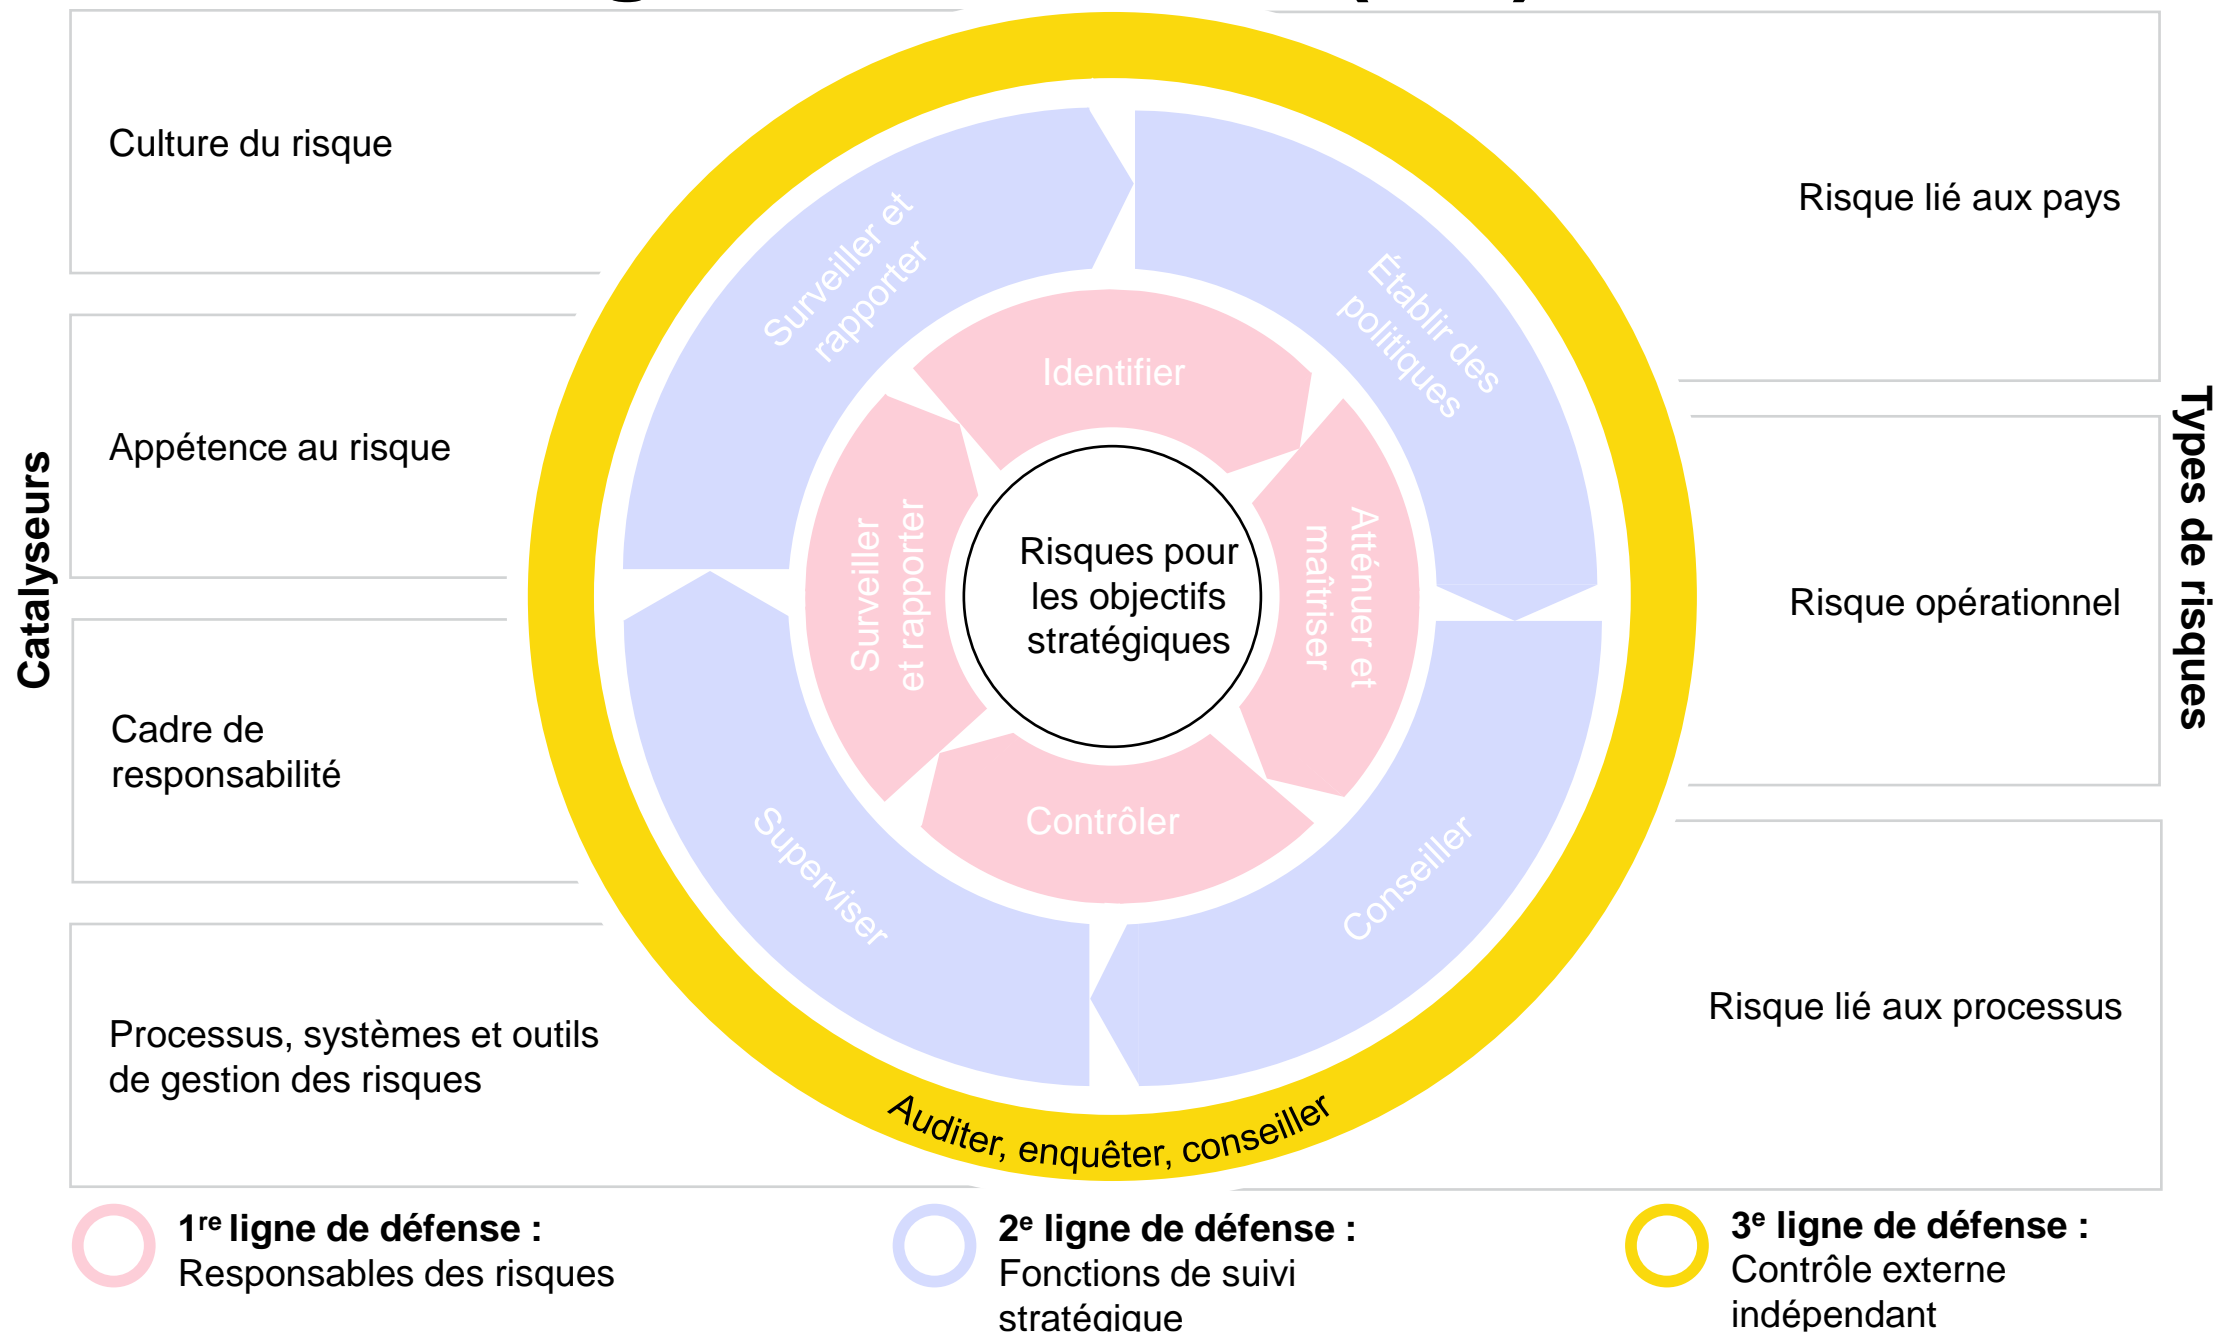 Catalyseurs
Culture du risque
Appétence au risque
Cadre de
responsabilité
Processus, systèmes et outils
de gestion des risques
Surveiller et
rapporter
Établir des
politiques
Conseiller
Superviser
Identifier
Atténuer et
maîtriser
Contrôler
Surveiller
et rapporter
Risques pour
les objectifs
stratégiques
Auditer, enquêter, conseiller
Risque lié aux pays
Risque opérationnel
Risque lié aux processus
Types de risques
1re ligne de défense :
Responsables des risques
2e ligne de défense :
Fonctions de suivi
stratégique
3e ligne de défense :
Contrôle externe
indépendant